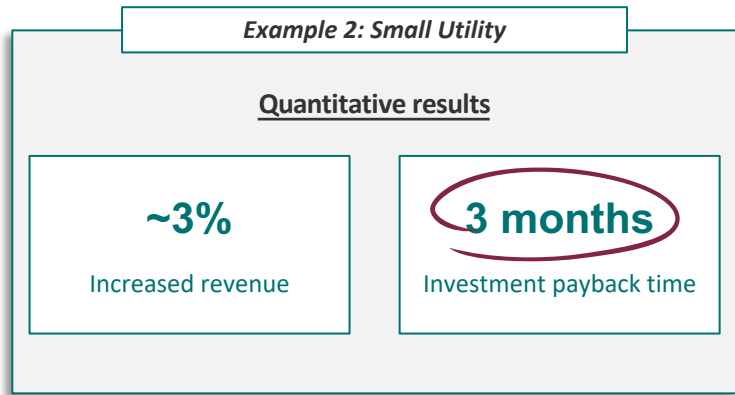 Example 2: Small Utility
Quantitative results
~3%
Increased revenue
3 months
Investment payback time